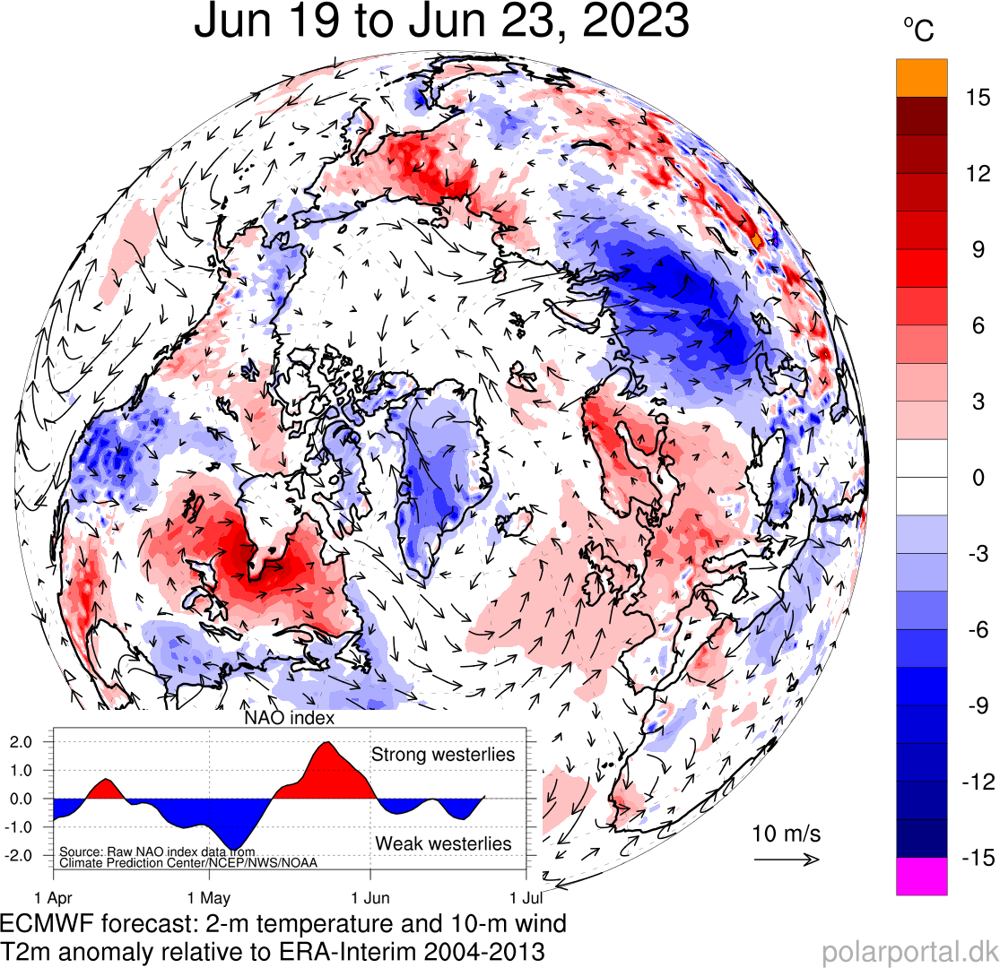 Jun 19 to Jun 23, 2023
°C
15
12
9
6
3
0
-3
-6
-9
-12
-15
10 m/s
NAO index
2.0
1.0
0.0
-1.0
-2.0
Strong westerlies
Weak westerlies
Source: Raw NAO index data from
Climate Prediction Center/NCEP/NWS/NOAA
1 Apr 1 May 1 Jun 1 Jul
ECMWF forecast: 2-m temperature and 10-m wind
T2m anomaly relative to ERA-Interim 2004-2013
polarportal.dk